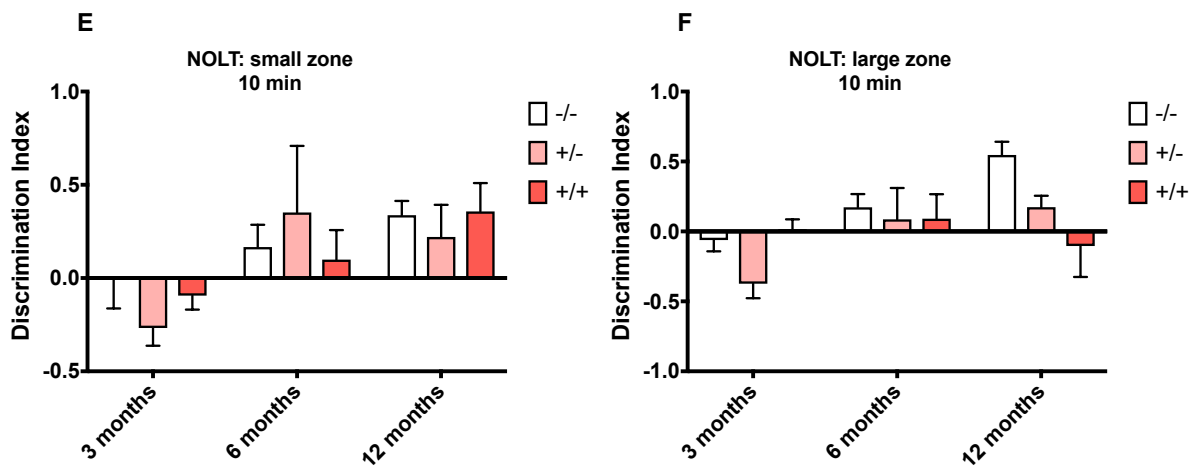 E
NOLT: small zone
10 min
Discrimination Index
1.0
0.5
0.0
-0.5
3 months
6 months
12 months
-/-
+/-
+/+
F
NOLT: large zone
10 min
Discrimination Index
1.0
0.5
0.0
-0.5
-1.0
3 months
6 months
12 months
-/-
+/-
+/+